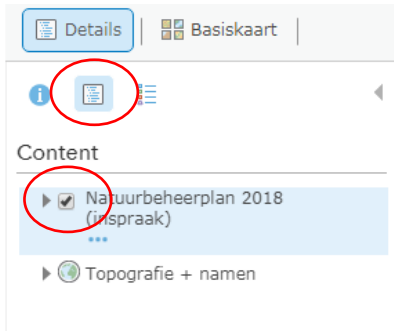 Details Basiskaart
Content
Natuurbeheerplan 2018
(inspraak)
Topografie + namen